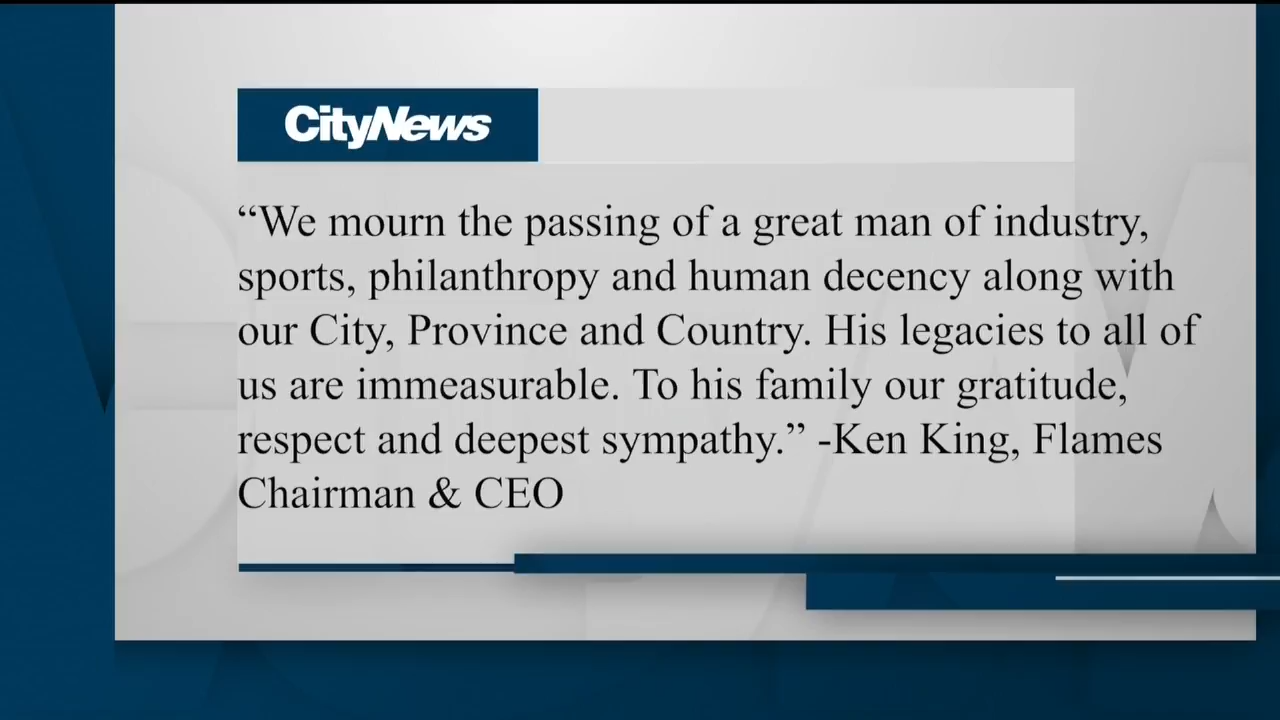 CityNews
“We mourn the passing of a great man of industry,
sports, philanthropy and human decency along with
our City, Province and Country. His legacies to all of
us are immeasurable. To his family our gratitude,
respect and deepest sympathy.” -Ken King, Flames
Chairman & CEO